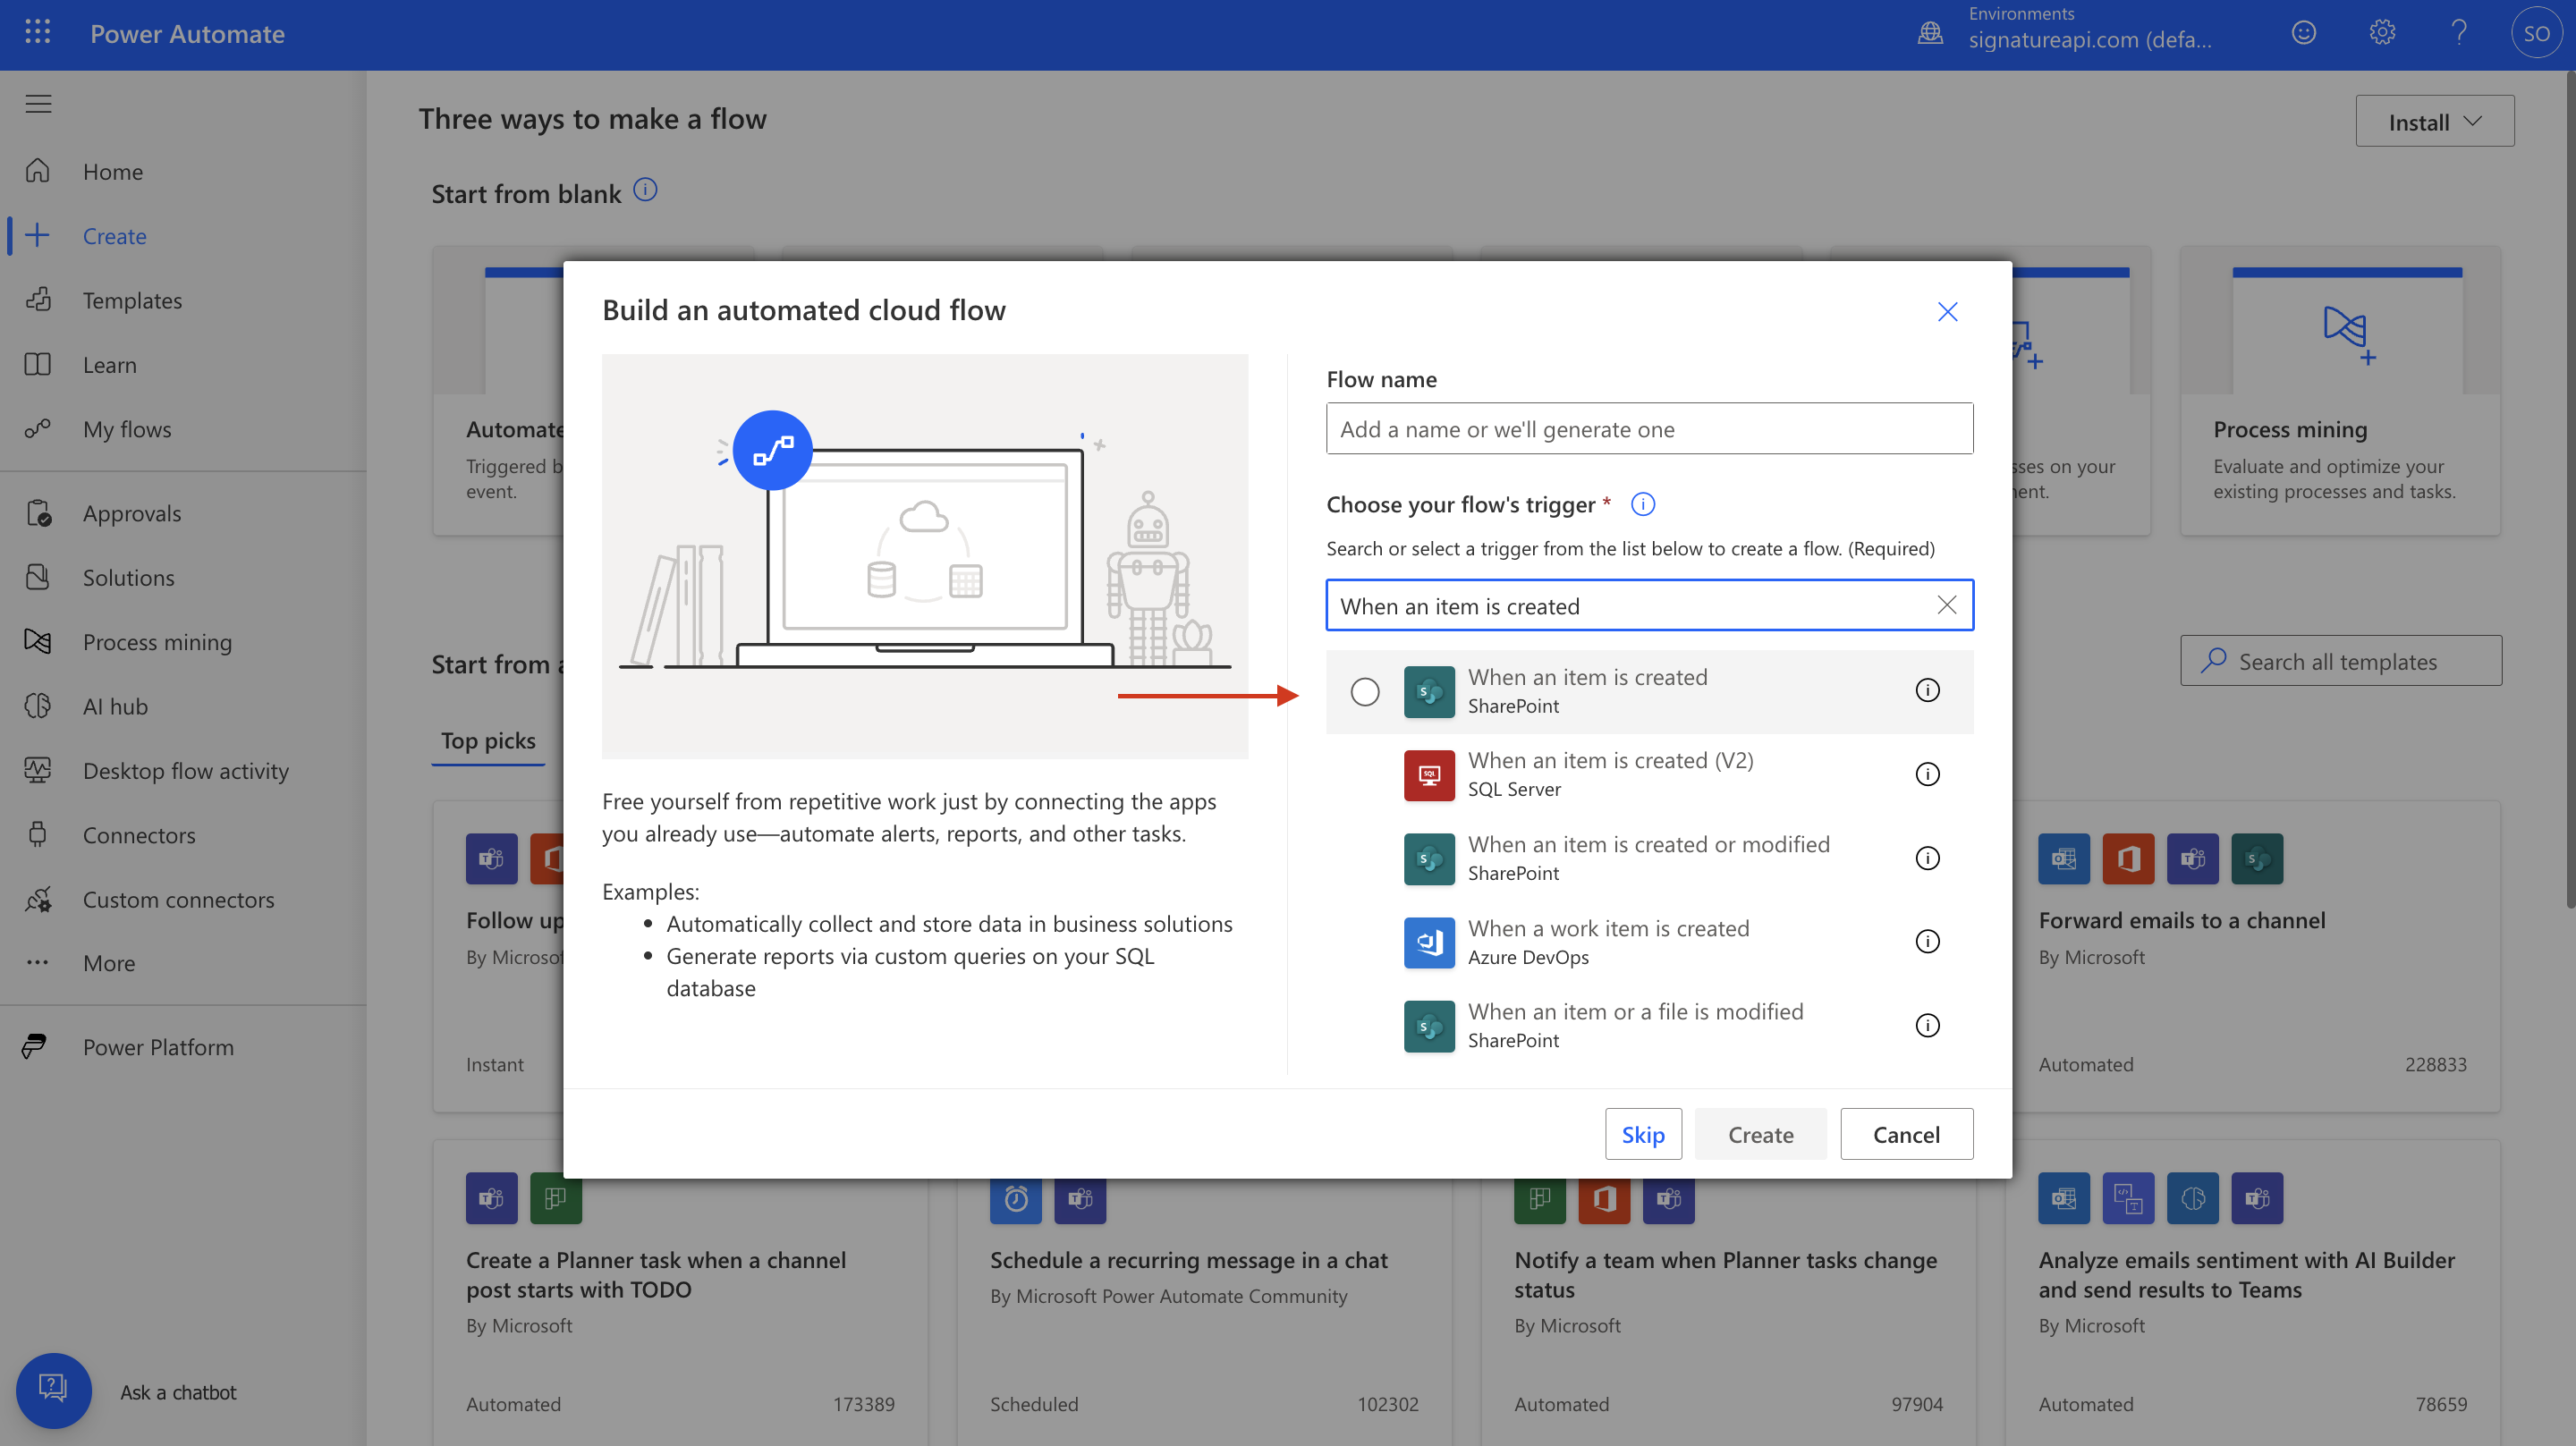 Power Automate
Environments
signatureapi.com (defa...
SO
Home
Create
Templates
Learn
My flows
Approvals
Solutions
Process mining
AI hub
Desktop flow activity
Connectors
Custom connectors
More
Power Platform
Ask a chatbot
Three ways to make a flow
Install
Start from blank
Automate
Triggered b
event.
Process mining
Evaluate and optimize your
existing processes and tasks.
Start from
Search all templates
Top picks
Follow up
By Microsof
Instant
Forward emails to a channel
By Microsoft
Automated
228833
Create a Planner task when a channel
post starts with TODO
By Microsoft
Automated
173389
Schedule a recurring message in a chat
By Microsoft Power Automate Community
Scheduled
102302
Notify a team when Planner tasks change
status
By Microsoft
Automated
97904
Analyze emails sentiment with AI Builder
and send results to Teams
By Microsoft
Automated
78659
Build an automated cloud flow
Free yourself from repetitive work just by connecting the apps
you already use—automate alerts, reports, and other tasks.
Examples:
Automatically collect and store data in business solutions
Generate reports via custom queries on your SQL
database
Flow name
Add a name or we'll generate one
Choose your flow's trigger *
Search or select a trigger from the list below to create a flow. (Required)
When an item is created
When an item is created
SharePoint
When an item is created (V2)
SQL Server
When an item is created or modified
SharePoint
When a work item is created
Azure DevOps
When an item or a file is modified
SharePoint
Skip
Create
Cancel